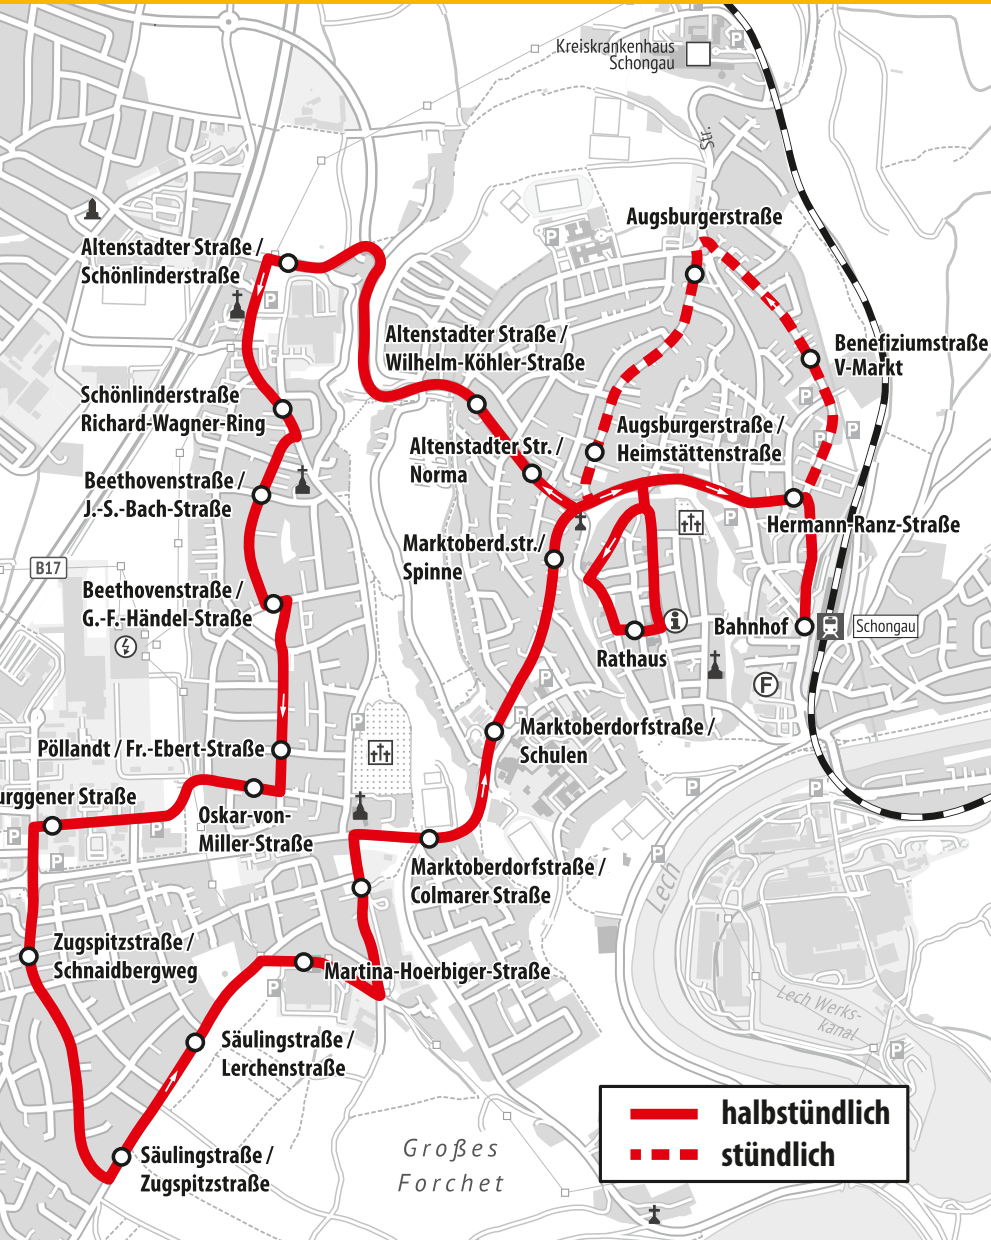 Kreiskrankenhaus
Schongau
P
Str.
Augsburgerstraße
P
Altenstadter Straße /
Schönlinderstraße
P
Altenstadter Straße /
Wilhelm-Köhler-Straße
Benefiziumstraße
V-Markt
Schönlinderstraße
Richard-Wagner-Ring
P
Augsburgerstraße /
Heimstättenstraße
P
Altenstadter Str. /
Norma
Beethovenstraße /
J.-S.-Bach-Straße
P
Hermann-Ranz-Straße
Marktoberd.str./
Spinne
B17
Beethovenstraße /
G.-F.-Händel-Straße
i
Bahnhof
Schongau
Rathaus
P
F
P
P
Marktoberdorfstraße /
Schulen
Pöllandt / Fr.-Ebert-Straße
P
P
urggener Straße
Oskar-von-
Miller-Straße
P
P
P
P
Marktoberdorfstraße /
Colmarer Straße
Lech
Zugspitzstraße /
Schnaidbergweg
Martina-Hoerbiger-Straße
P
Lech Werks-
kanal
Säulingstraße /
Lerchenstraße
P
halbstündlich
stündlich
Großes
Forchet
Säulingstraße /
Zugspitzstraße